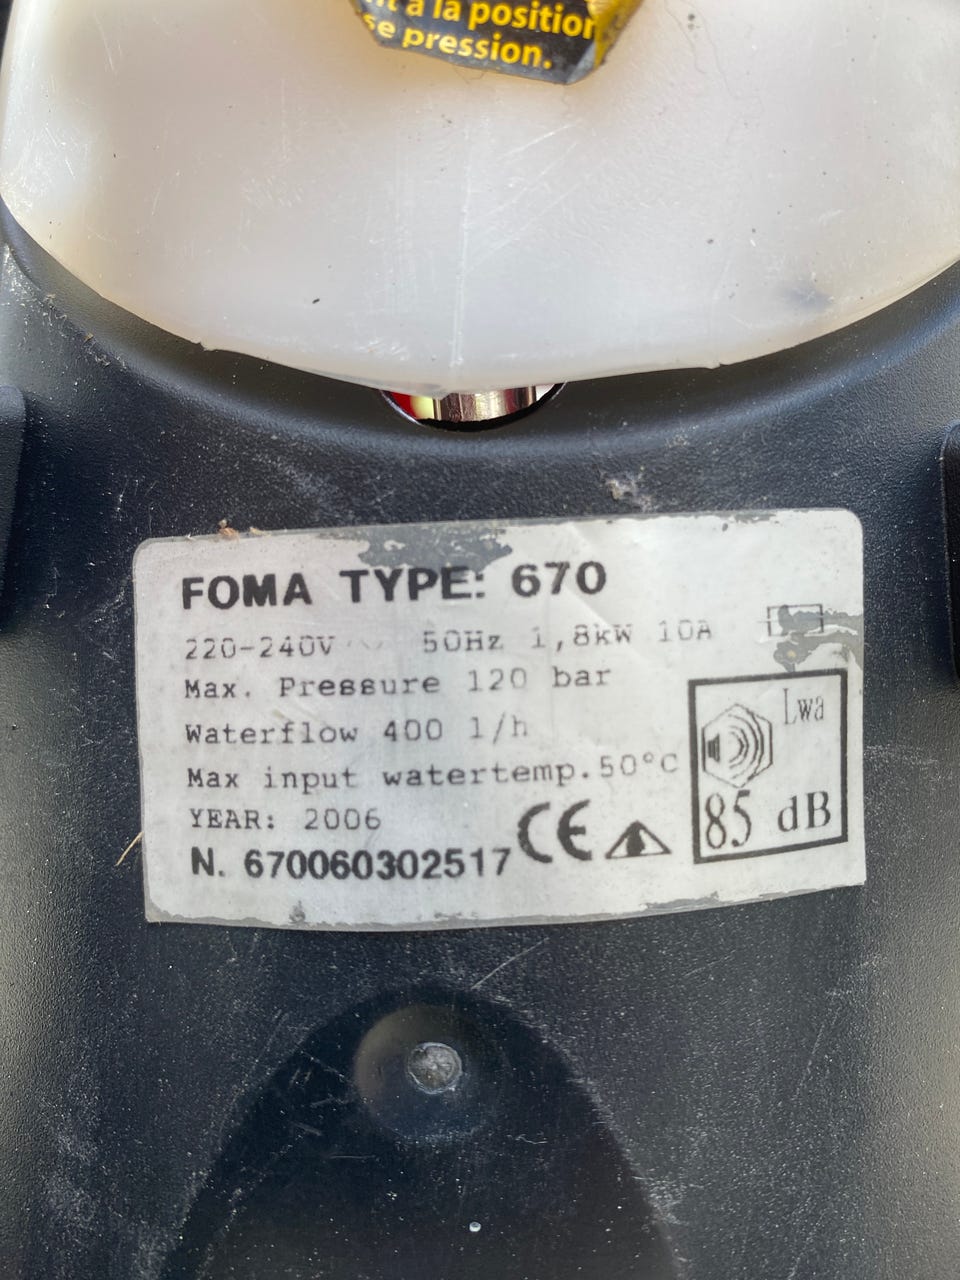 à la position
se pression.
FOMA TYPE: 670
220-240V ~ 50Hz 1,8kW 10A
Max. Pressure 120 bar
Waterflow 400 l/h
Max input watertemp.50°C
YEAR: 2006
CE
N. 670060302517
Lwa
85 dB